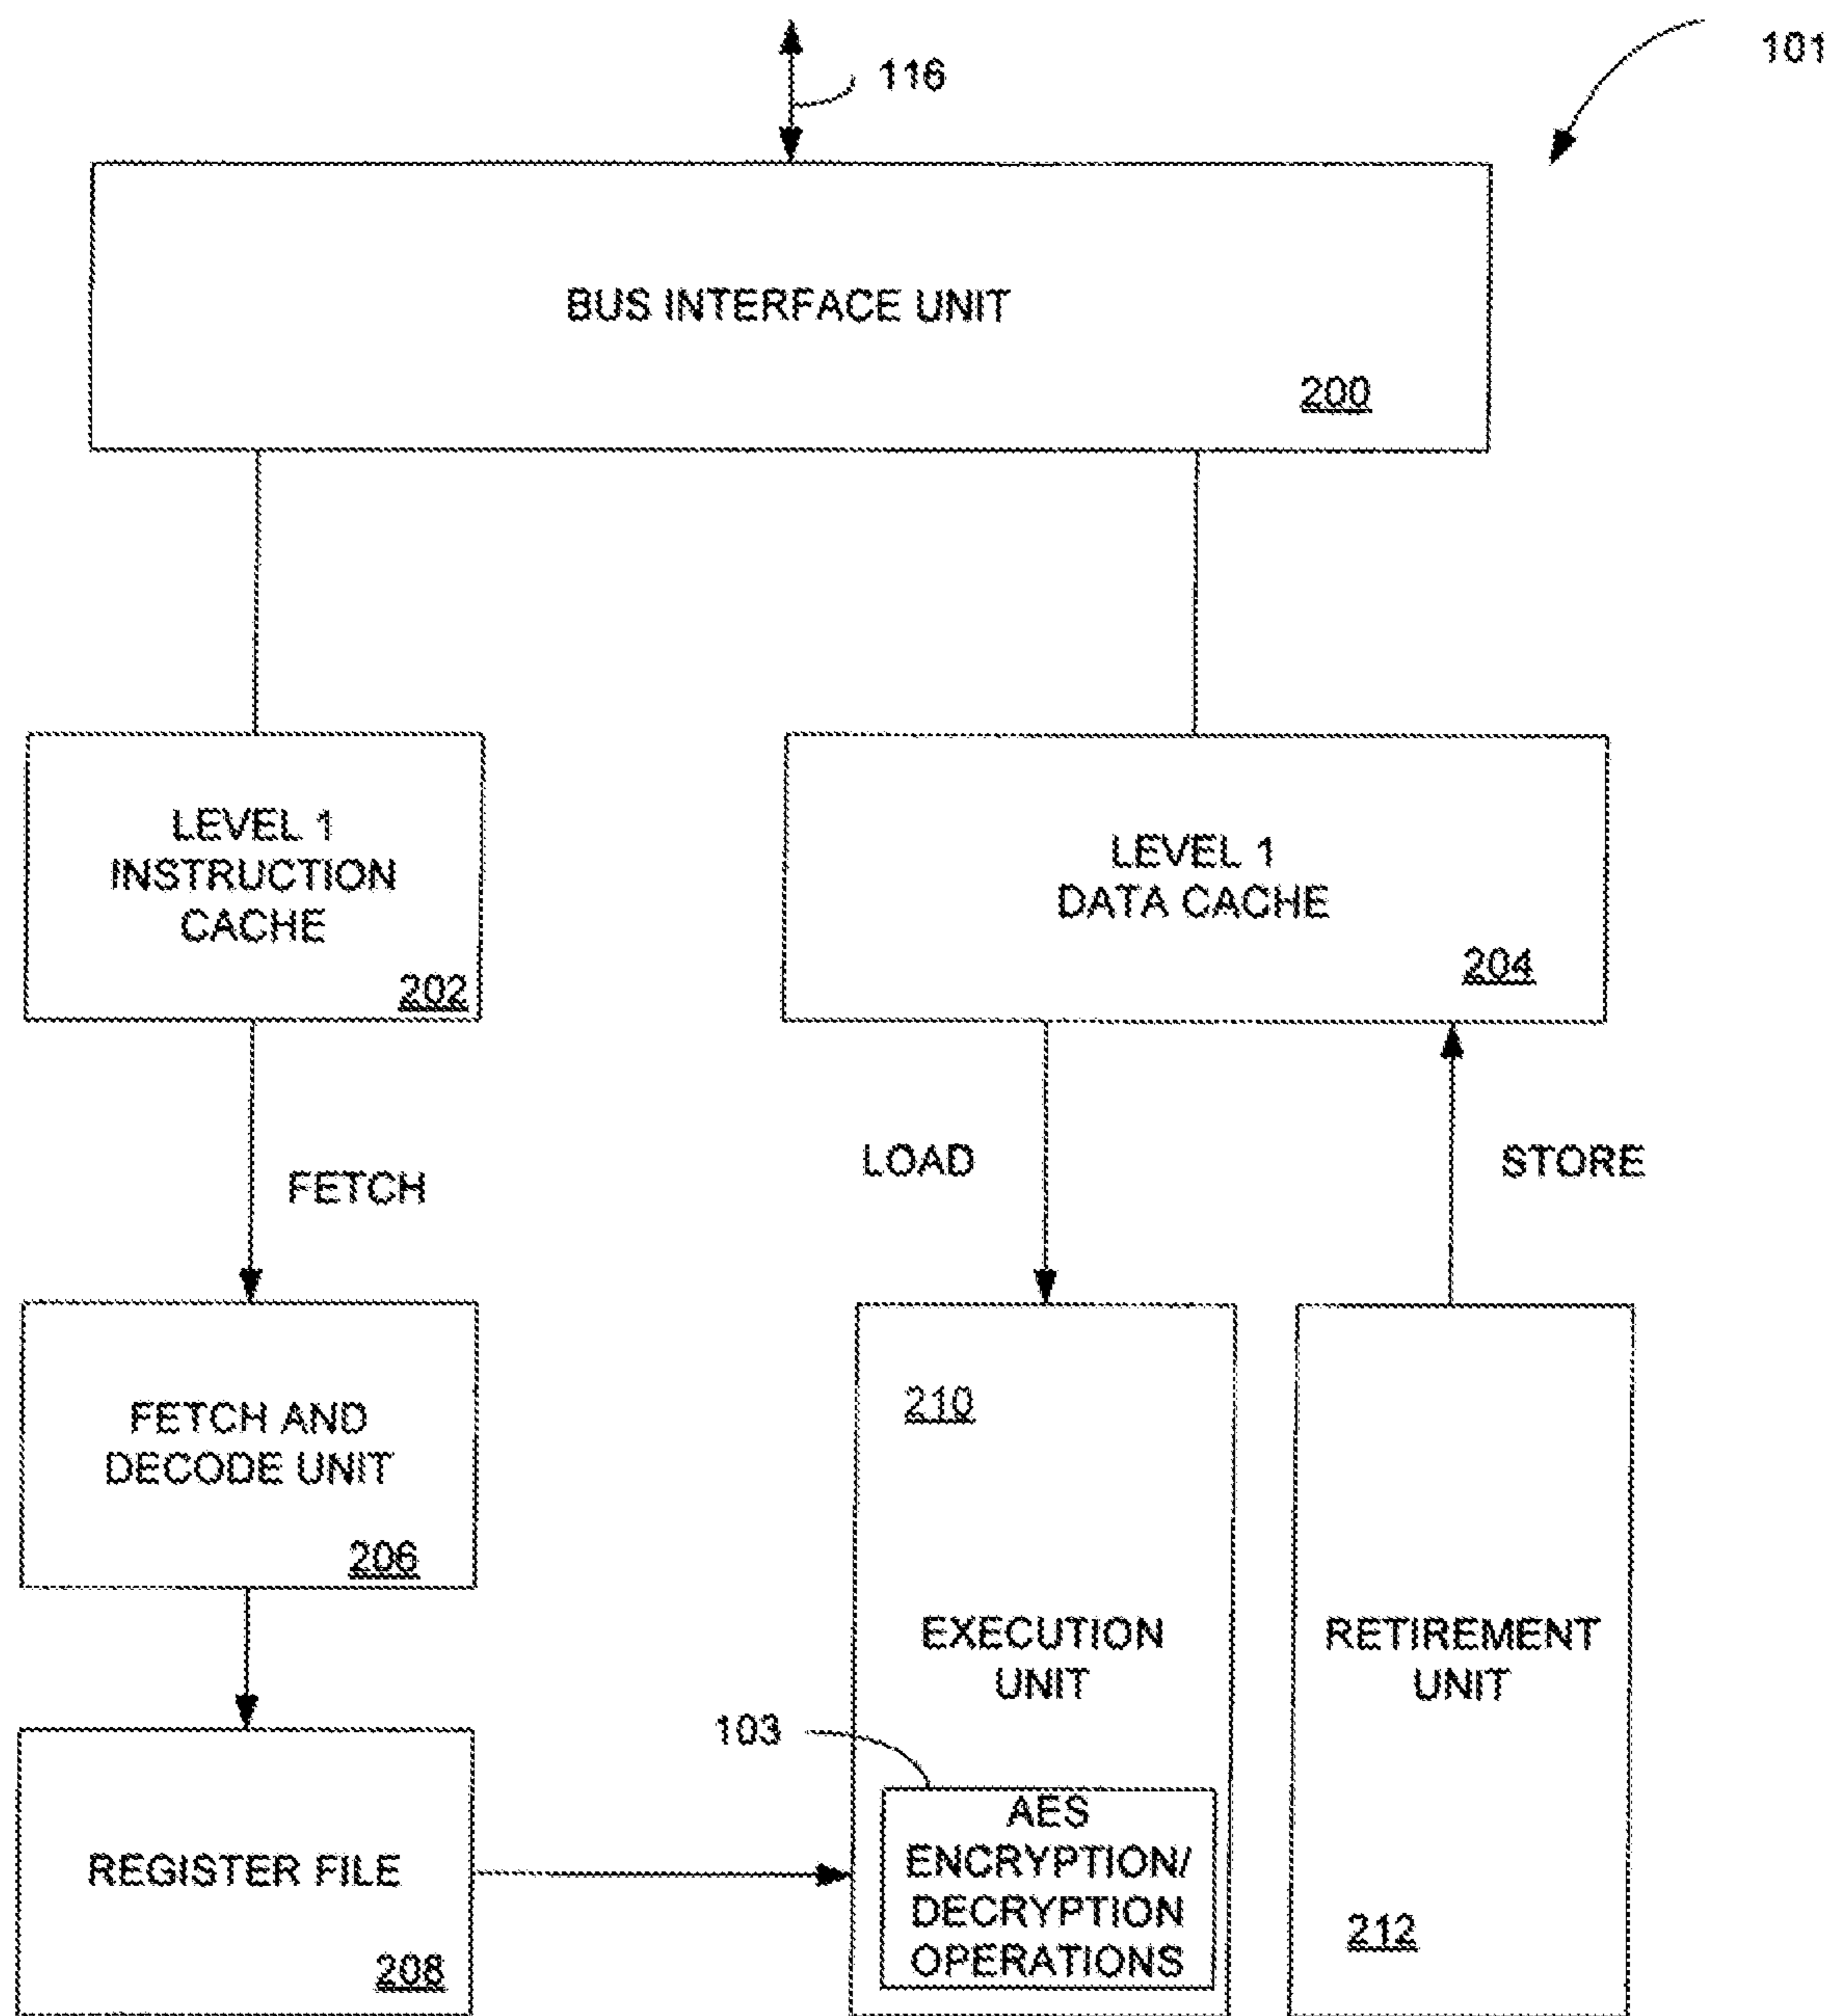 101
116
BUS INTERFACE UNIT
200
LEVEL 1
INSTRUCTION
CACHE
202
LEVEL 1
DATA CACHE
204
FETCH
LOAD
STORE
FETCH AND
DECODE UNIT
206
210
EXECUTION
UNIT
RETIREMENT
UNIT
103
REGISTER FILE
208
AES
ENCRYPTION/
DECRYPTION
OPERATIONS
212